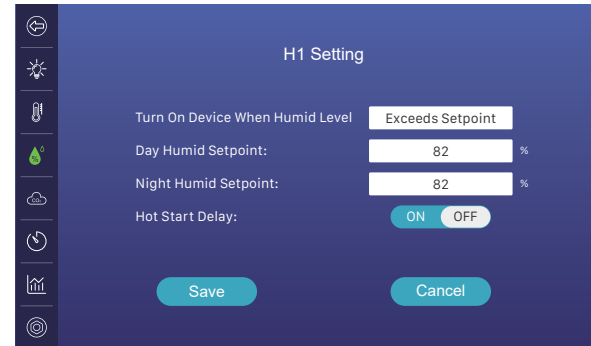 H1 Setting
Turn On Device When Humid Level Exceeds Setpoint
Day Humid Setpoint: 82 %
Night Humid Setpoint: 82 %
Hot Start Delay: ON OFF
Save Cancel
%
CO₂